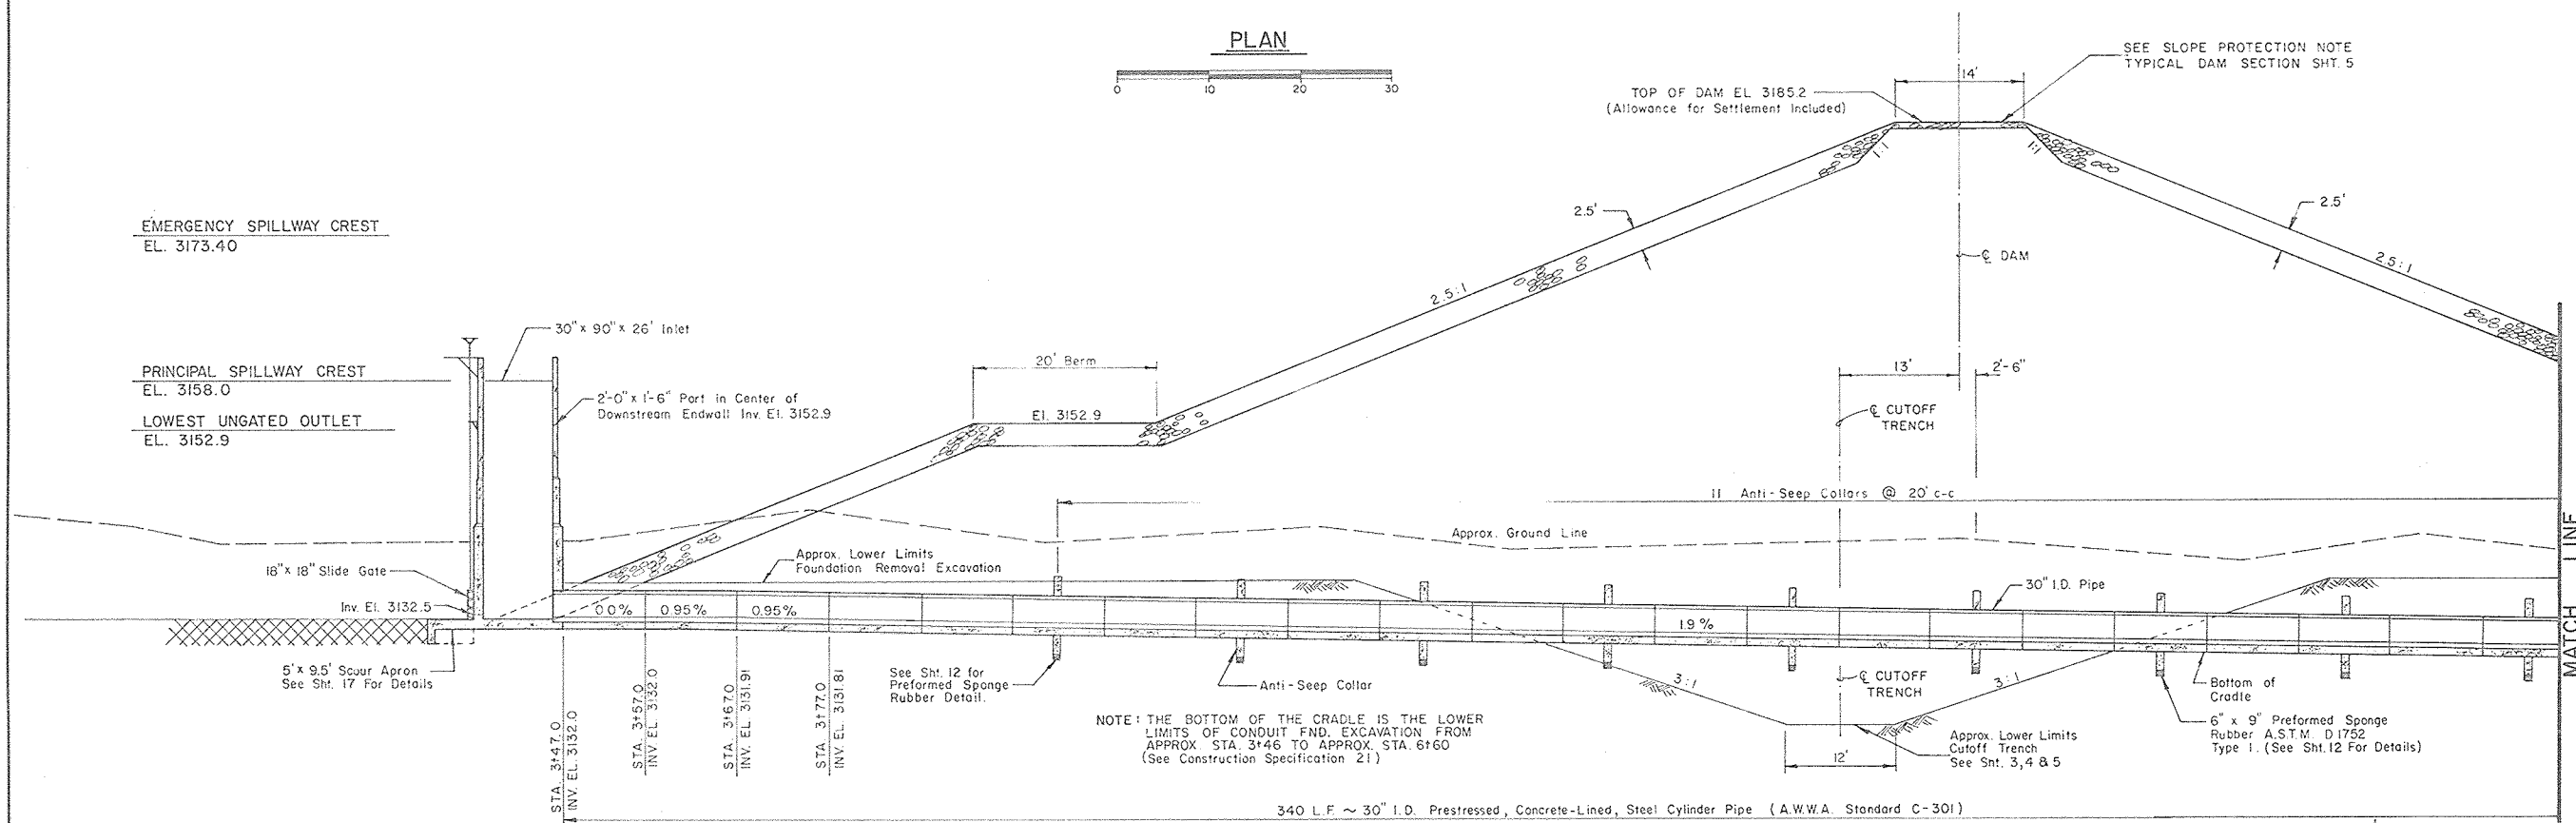 PLAN
0 10 20 30
SEE SLOPE PROTECTION NOTE
TYPICAL DAM SECTION SHT. 5
14'
TOP OF DAM EL 3185.2
(Allowance for Settlement Included)
1:1
1:1
EMERGENCY SPILLWAY CREST
EL. 3173.40
2.5'
2.5'
℄ DAM
2.5:1
2.5:1
30" x 90" x 26' Inlet
PRINCIPAL SPILLWAY CREST
EL. 3158.0
20' Berm
13'
2'-6"
2'-0" x 1'-6" Port in Center of
Downstream Endwall Inv. El. 3152.9
LOWEST UNGATED OUTLET
EL. 3152.9
El. 3152.9
℄ CUTOFF
TRENCH
11 Anti-Seep Collars @ 20' c-c
Approx. Ground Line
MATCH LINE
Approx. Lower Limits
Foundation Removal Excavation
18" x 18" Slide Gate
Inv. El. 3132.5
30" I.D. Pipe
0.0%
0.95%
0.95%
1.9%
5' x 9.5' Scour Apron
See Sht. 17 For Details
STA. 3+47.0
INV. EL. 3132.0
STA. 3+57.0
INV. EL. 3132.0
STA. 3+67.0
INV. EL. 3131.91
STA. 3+77.0
INV. EL. 3131.81
See Sht. 12 for
Preformed Sponge
Rubber Detail.
Anti-Seep Collar
3:1
℄ CUTOFF
TRENCH
3:1
Bottom of
Cradle
6" x 9" Preformed Sponge
Rubber A.S.T.M. D1752
Type 1. (See Sht. 12 For Details)
NOTE: THE BOTTOM OF THE CRADLE IS THE LOWER
LIMITS OF CONDUIT FND. EXCAVATION FROM
APPROX. STA. 3+46 TO APPROX. STA. 6+60
(See Construction Specification 21)
Approx. Lower Limits
Cutoff Trench
See Sht. 3,4 & 5
12'
340 L.F. ~ 30" I.D. Prestressed, Concrete-Lined, Steel Cylinder Pipe (A.W.W.A. Standard C-301)